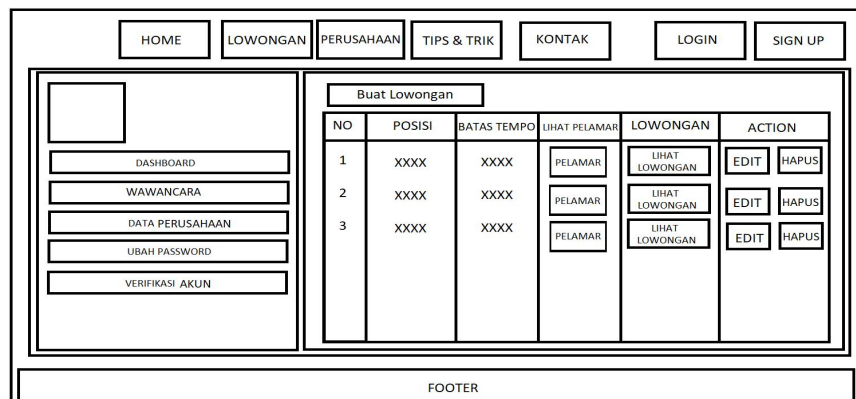 HOME LOWONGAN PERUSAHAAN TIPS & TRIK KONTAK LOGIN SIGN UP
DASHBOARD
WAWANCARA
DATA PERUSAHAAN
UBAH PASSWORD
VERIFIKASI AKUN
Buat Lowongan
NO POSISI BATAS TEMPO LIHAT PELAMAR LOWONGAN ACTION
1 XXXX XXXX PELAMAR LIHAT LOWONGAN EDIT HAPUS
2 XXXX XXXX PELAMAR LIHAT LOWONGAN EDIT HAPUS
3 XXXX XXXX PELAMAR LIHAT LOWONGAN EDIT HAPUS
FOOTER